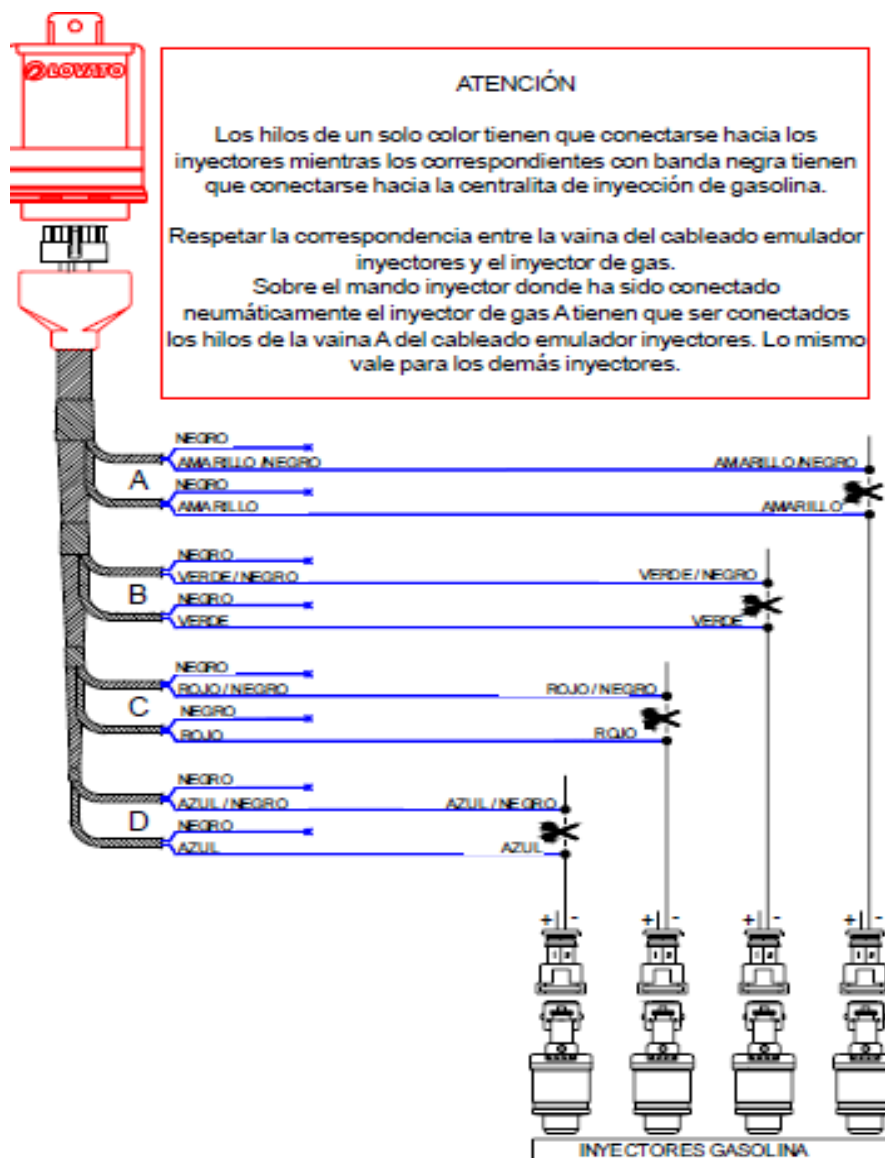 LOVATO
ATENCIÓN
Los hilos de un solo color tienen que conectarse hacia los
inyectores mientras los correspondientes con banda negra tienen
que conectarse hacia la centralita de inyección de gasolina.
Respetar la correspondencia entre la vaina del cableado emulador
inyectores y el inyector de gas.
Sobre el mando inyector donde ha sido conectado
neumáticamente el inyector de gas A tienen que ser conectados
los hilos de la vaina A del cableado emulador inyectores. Lo mismo
vale para los demás inyectores.
NEGRO
AMARILLO/NEGRO AMARILLO/NEGRO
A NEGRO
AMARILLO AMARILLO
NEGRO
VERDE/NEGRO VERDE/NEGRO
B NEGRO
VERDE VERDE
NEGRO
ROJO/NEGRO ROJO/NEGRO
C NEGRO
ROJO ROJO
NEGRO
AZUL/NEGRO AZUL/NEGRO
D NEGRO
AZUL AZUL
+ - + - + - + -
INYECTORES GASOLINA